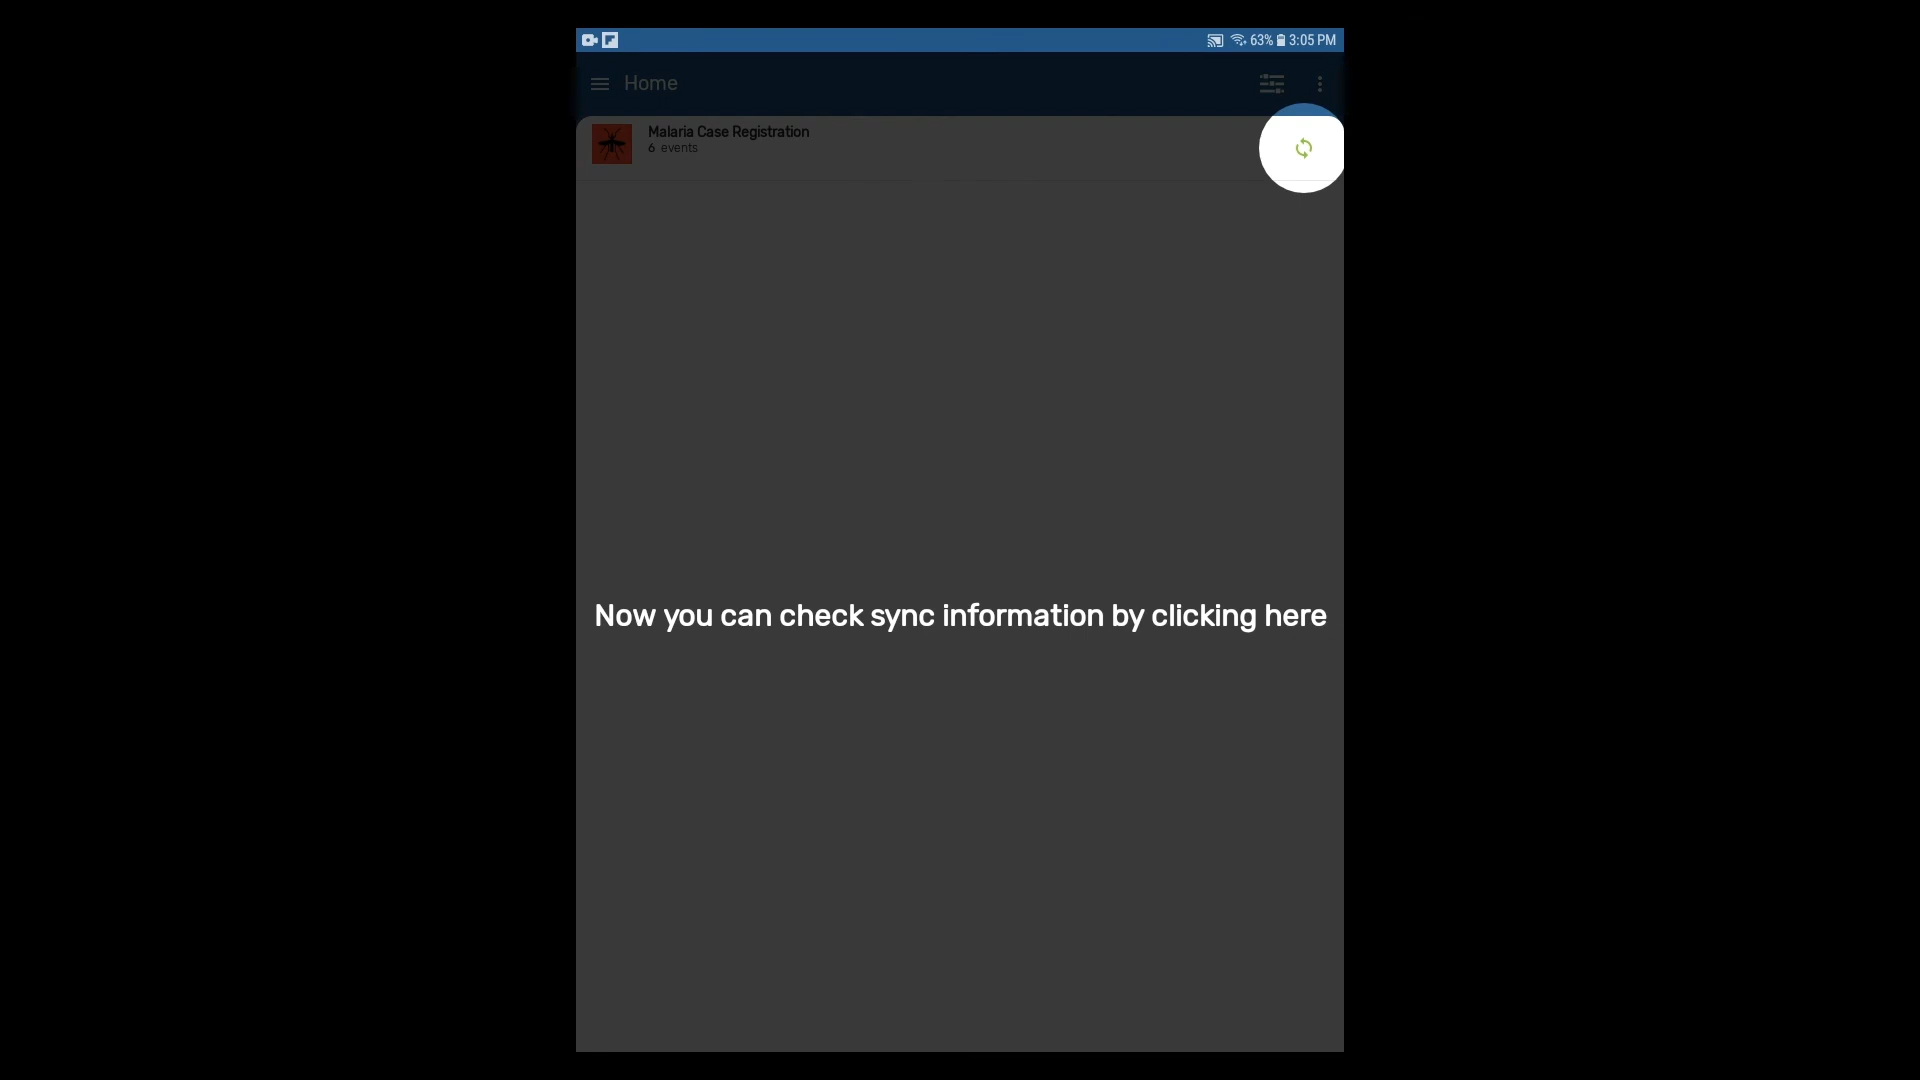 63% 3:05 PM
Home
Malaria Case Registration
6 events
Now you can check sync information by clicking here